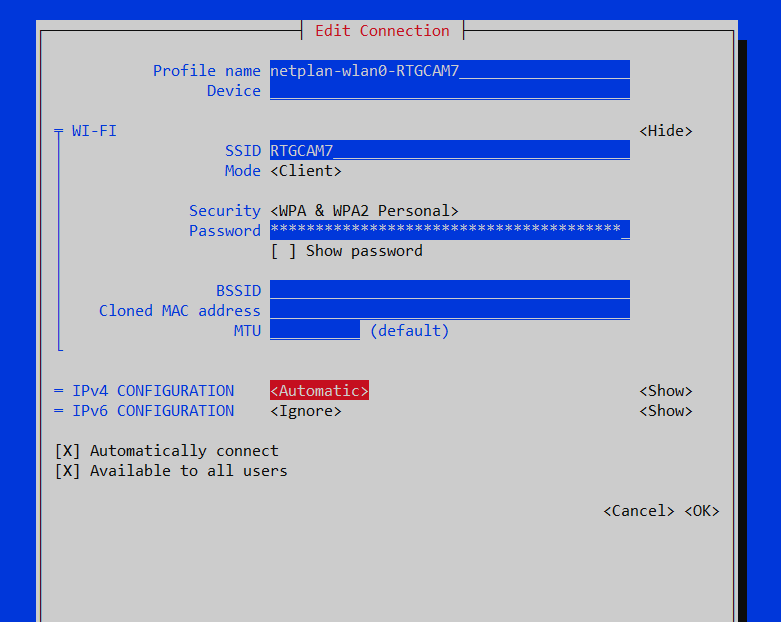 Edit Connection
Profile name netplan-wlan0-RTGCAM7
Device
WI-FI <Hide>
SSID RTGCAM7
Mode <Client>
Security <WPA & WPA2 Personal>
Password ***************************************
[ ] Show password
BSSID
Cloned MAC address
MTU (default)
= IPv4 CONFIGURATION <Automatic> <Show>
= IPv6 CONFIGURATION <Ignore> <Show>
[X] Automatically connect
[X] Available to all users
<Cancel> <OK>